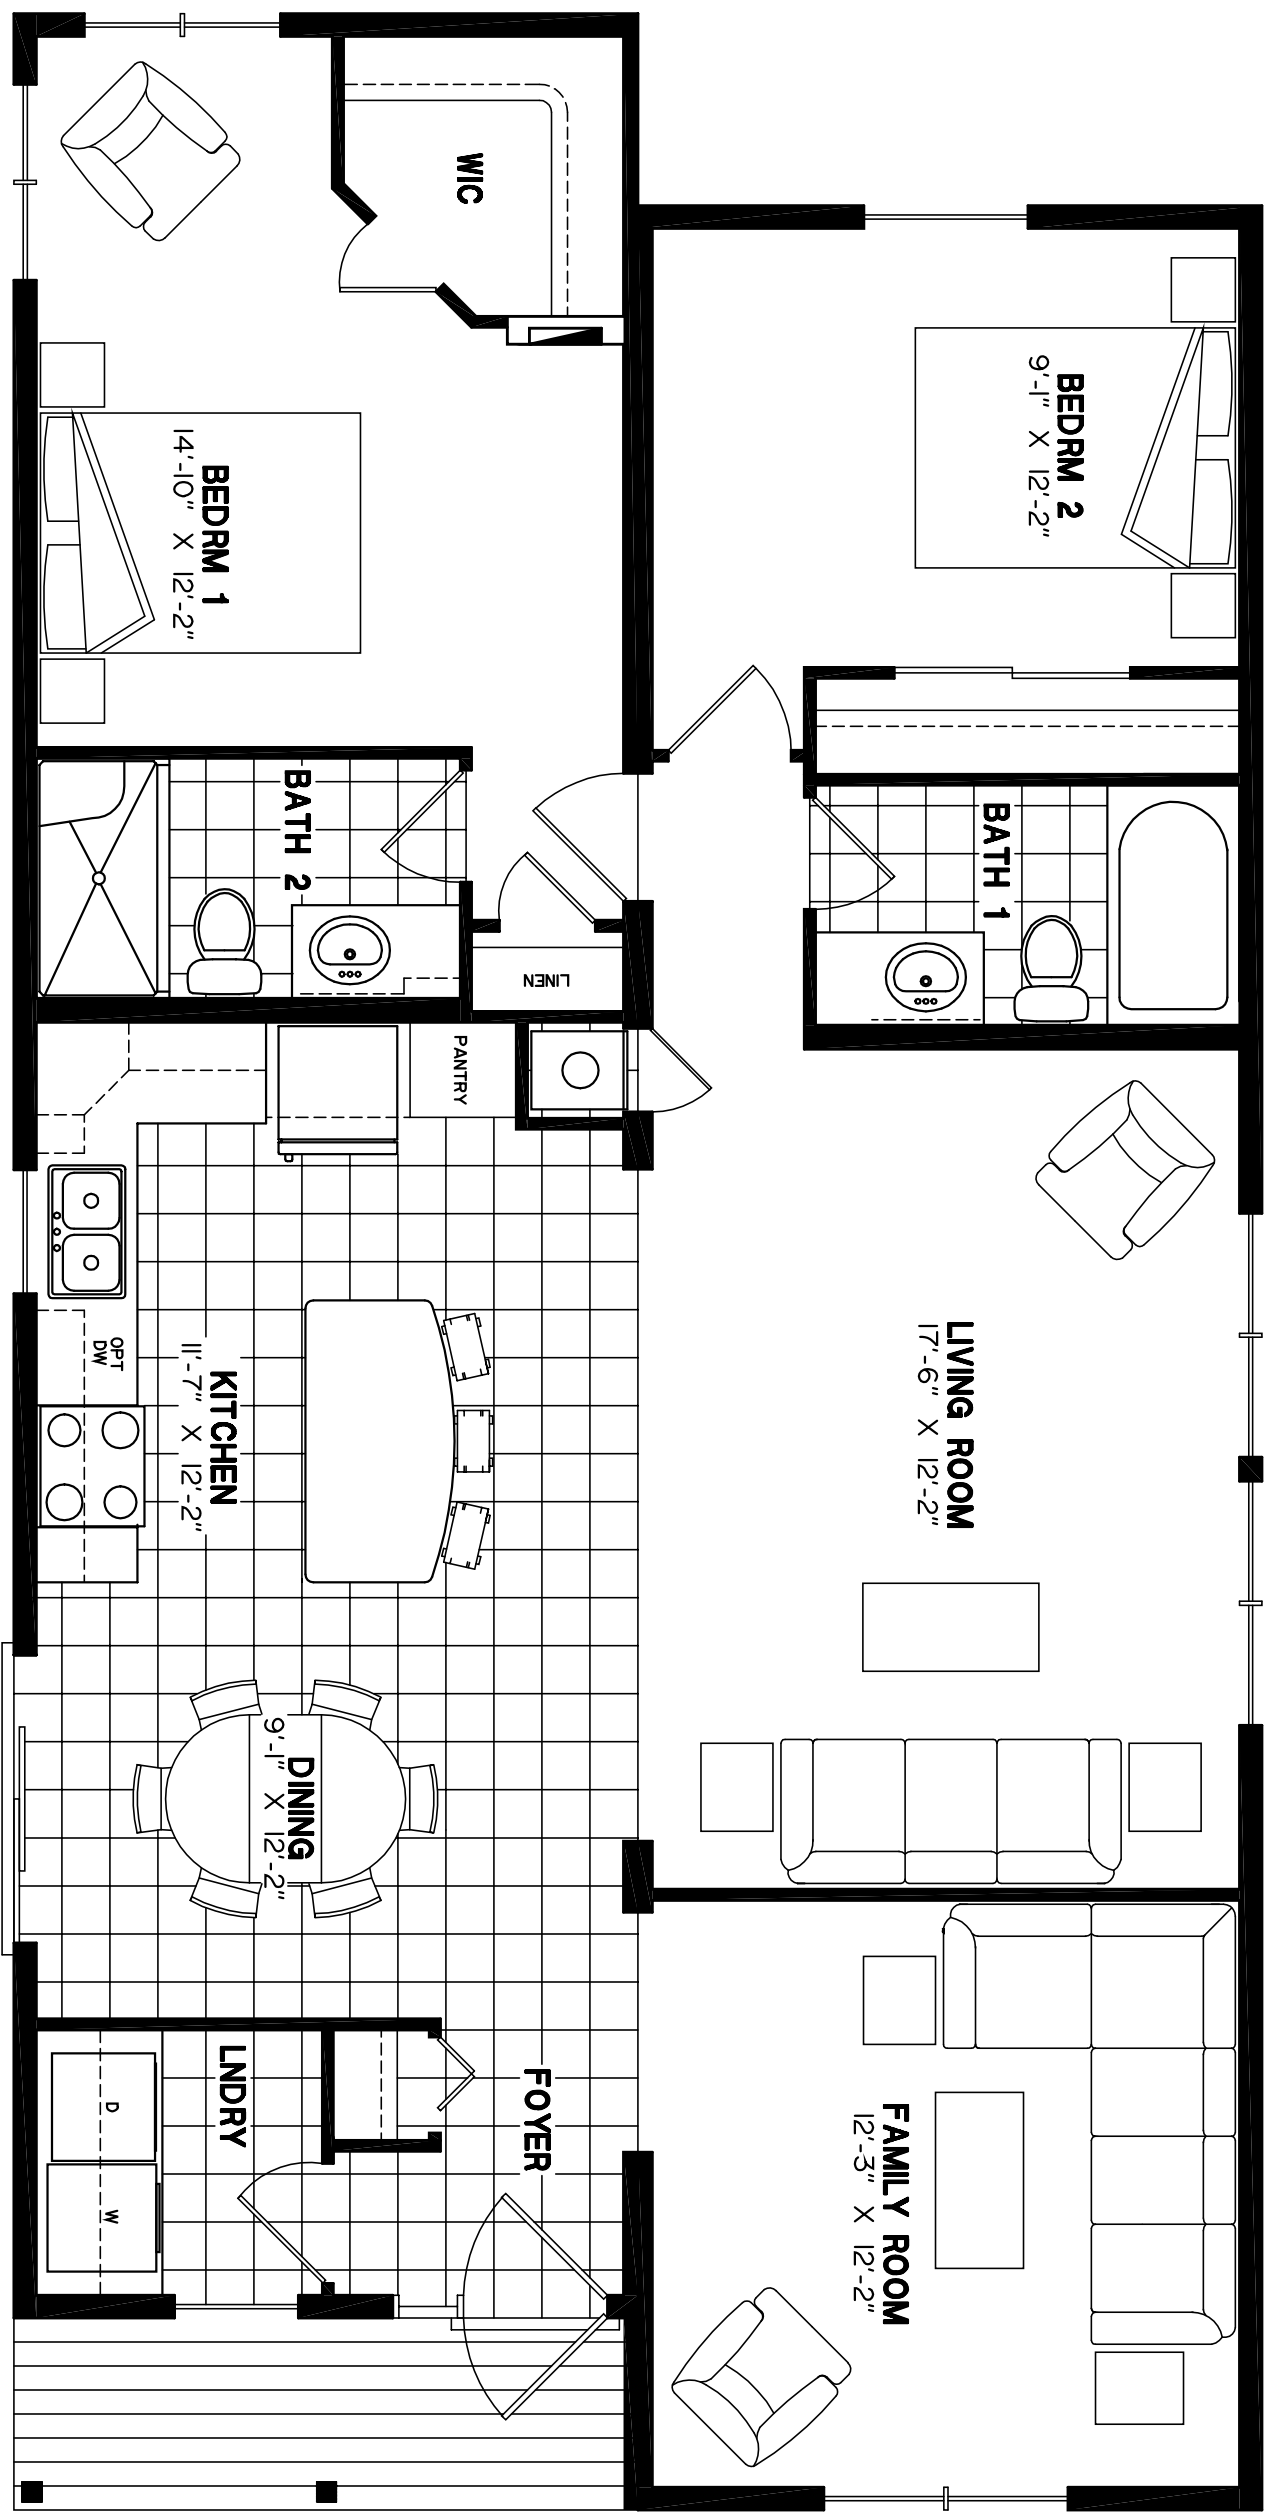 WIC
BEDRM 2
9'-1" X 12'-2"
BEDRM 1
14'-10" X 12'-2"
BATH 2
BATH 1
LINEN
PANTRY
OPT
DW
KITCHEN
11'-7" X 12'-2"
LIVING ROOM
17'-6" X 12'-2"
DINING
9'-1" X 12'-2"
LNDRY
D
W
FOYER
FAMILY ROOM
12'-3" X 12'-2"